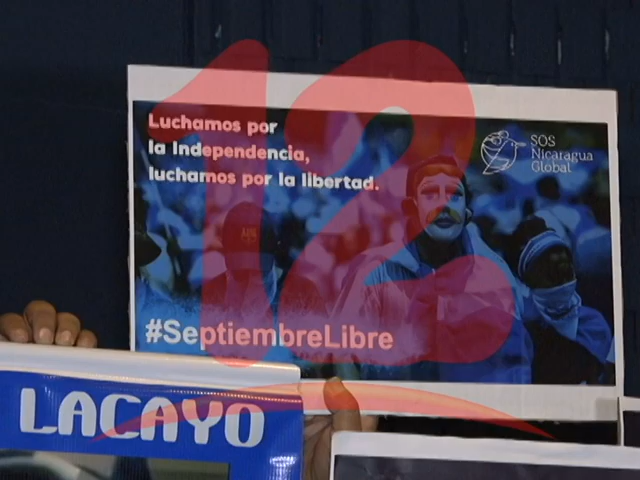 Luchamos por
la Independencia,
luchamos por la libertad.
SOS
Nicaragua
Global
#SeptiembreLibre
LACAYO
12